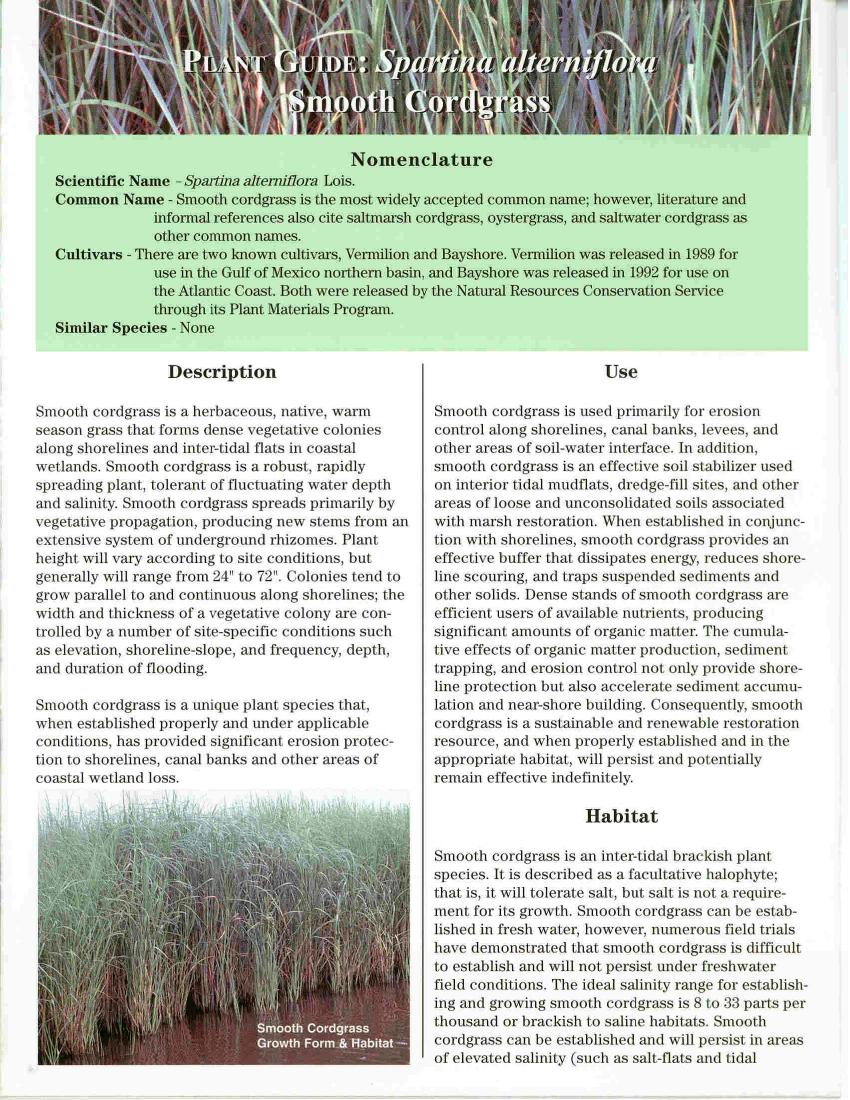 PLANT GUIDE: Spartina alterniflora
Smooth Cordgrass
Nomenclature
Scientific Name - Spartina alterniflora Lois.
Common Name - Smooth cordgrass is the most widely accepted common name; however, literature and
informal references also cite saltmarsh cordgrass, oystergrass, and saltwater cordgrass as
other common names.
Cultivars - There are two known cultivars, Vermilion and Bayshore. Vermilion was released in 1989 for
use in the Gulf of Mexico northern basin, and Bayshore was released in 1992 for use on
the Atlantic Coast. Both were released by the Natural Resources Conservation Service
through its Plant Materials Program.
Similar Species - None
Description
Smooth cordgrass is a herbaceous, native, warm
season grass that forms dense vegetative colonies
along shorelines and inter-tidal flats in coastal
wetlands. Smooth cordgrass is a robust, rapidly
spreading plant, tolerant of fluctuating water depth
and salinity. Smooth cordgrass spreads primarily by
vegetative propagation, producing new stems from an
extensive system of underground rhizomes. Plant
height will vary according to site conditions, but
generally will range from 24" to 72". Colonies tend to
grow parallel to and continuous along shorelines; the
width and thickness of a vegetative colony are con-
trolled by a number of site-specific conditions such
as elevation, shoreline-slope, and frequency, depth,
and duration of flooding.
Smooth cordgrass is a unique plant species that,
when established properly and under applicable
conditions, has provided significant erosion protec-
tion to shorelines, canal banks and other areas of
coastal wetland loss.
Smooth Cordgrass
Growth Form & Habitat
Use
Smooth cordgrass is used primarily for erosion
control along shorelines, canal banks, levees, and
other areas of soil-water interface. In addition,
smooth cordgrass is an effective soil stabilizer used
on interior tidal mudflats, dredge-fill sites, and other
areas of loose and unconsolidated soils associated
with marsh restoration. When established in conjunc-
tion with shorelines, smooth cordgrass provides an
effective buffer that dissipates energy, reduces shore-
line scouring, and traps suspended sediments and
other solids. Dense stands of smooth cordgrass are
efficient users of available nutrients, producing
significant amounts of organic matter. The cumula-
tive effects of organic matter production, sediment
trapping, and erosion control not only provide shore-
line protection but also accelerate sediment accumu-
lation and near-shore building. Consequently, smooth
cordgrass is a sustainable and renewable restoration
resource, and when properly established and in the
appropriate habitat, will persist and potentially
remain effective indefinitely.
Habitat
Smooth cordgrass is an inter-tidal brackish plant
species. It is described as a facultative halophyte;
that is, it will tolerate salt, but salt is not a require-
ment for its growth. Smooth cordgrass can be estab-
lished in fresh water, however, numerous field trials
have demonstrated that smooth cordgrass is difficult
to establish and will not persist under freshwater
field conditions. The ideal salinity range for establish-
ing and growing smooth cordgrass is 8 to 33 parts per
thousand or brackish to saline habitats. Smooth
cordgrass can be established and will persist in areas
of elevated salinity (such as salt-flats and tidal